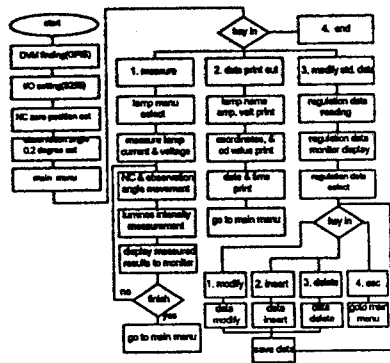 start
DVM finding(GPIB)
I/O setting(8255)
NC zero position set
observation angle
0.2 degree set
main menu
key in
4. end
1. measure
lamp menu
select
measure lamp
current & voltage
NC & observation
angle movement
luminous intensity
measurement
display measured
results to monitor
finish
no
yes
go to main menu
2. data print out
lamp name
amp. volt print
coordinates, &
cd value print
date & time
print
go to main menu
3. modify std. data
regulation data
reading
regulation data
monitor display
regulation data
select
key in
1. modify
data
modify
2. insert
data
insert
3. delete
data
delete
4. esc
goto main
menu
save data